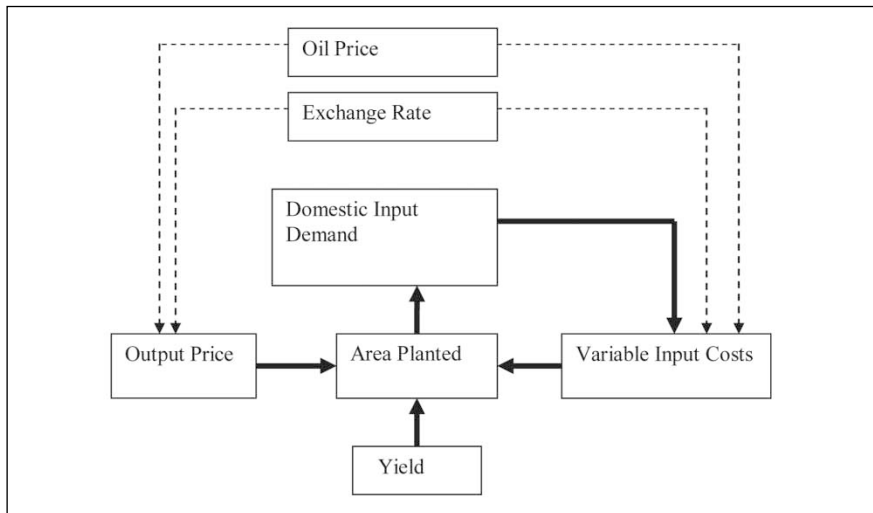 Oil Price
Exchange Rate
Domestic Input
Demand
Output Price
Area Planted
Variable Input Costs
Yield